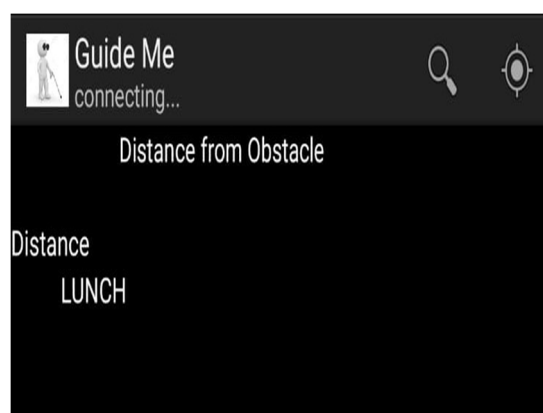 Guide Me
connecting...
Distance from Obstacle
Distance
LUNCH